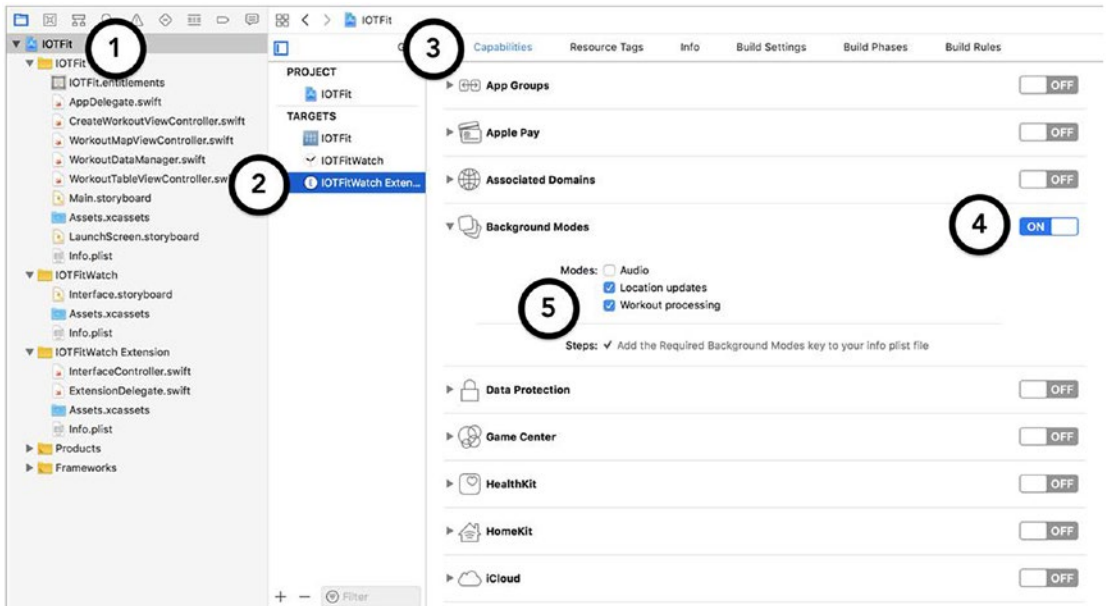 IOTFit
IOTFit
1
3
Capabilities
Resource Tags
Info
Build Settings
Build Phases
Build Rules
IOTFit
IOTFit.entitlements
AppDelegate.swift
CreateWorkoutViewController.swift
WorkoutMapViewController.swift
WorkoutDataManager.swift
WorkoutTableViewController.sw
2
Main.storyboard
Assets.xcassets
LaunchScreen.storyboard
Info.plist
IOTFitWatch
Interface.storyboard
Assets.xcassets
Info.plist
IOTFitWatch Extension
InterfaceController.swift
ExtensionDelegate.swift
Assets.xcassets
Info.plist
Products
Frameworks
PROJECT
IOTFit
TARGETS
IOTFit
IOTFitWatch
E IOTFitWatch Exten...
+ − Filter
App Groups OFF
Apple Pay OFF
Associated Domains OFF
Background Modes 4 ON
Modes: Audio
Location updates
5 Workout processing
Steps: ✓ Add the Required Background Modes key to your info plist file
Data Protection OFF
Game Center OFF
HealthKit OFF
HomeKit OFF
iCloud OFF